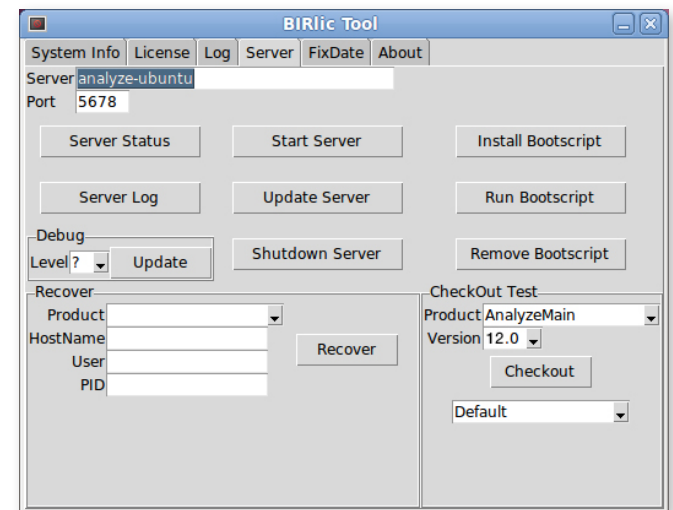 BIRlic Tool
System Info License Log Server FixDate About
Server analyze-ubuntu
Port 5678
Server Status Start Server Install Bootscript
Server Log Update Server Run Bootscript
Debug
Level ? Update Shutdown Server Remove Bootscript
Recover CheckOut Test
Product Product AnalyzeMain
HostName Version 12.0
Recover
User Checkout
PID
Default